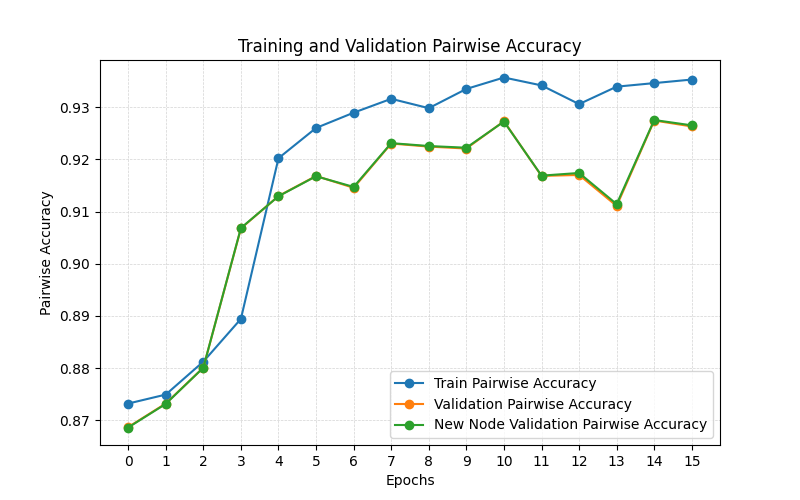 Training and Validation Pairwise Accuracy
Pairwise Accuracy
0.93
0.92
0.91
0.90
0.89
0.88
0.87
Train Pairwise Accuracy
Validation Pairwise Accuracy
New Node Validation Pairwise Accuracy
0 1 2 3 4 5 6 7 8 9 10 11 12 13 14 15
Epochs